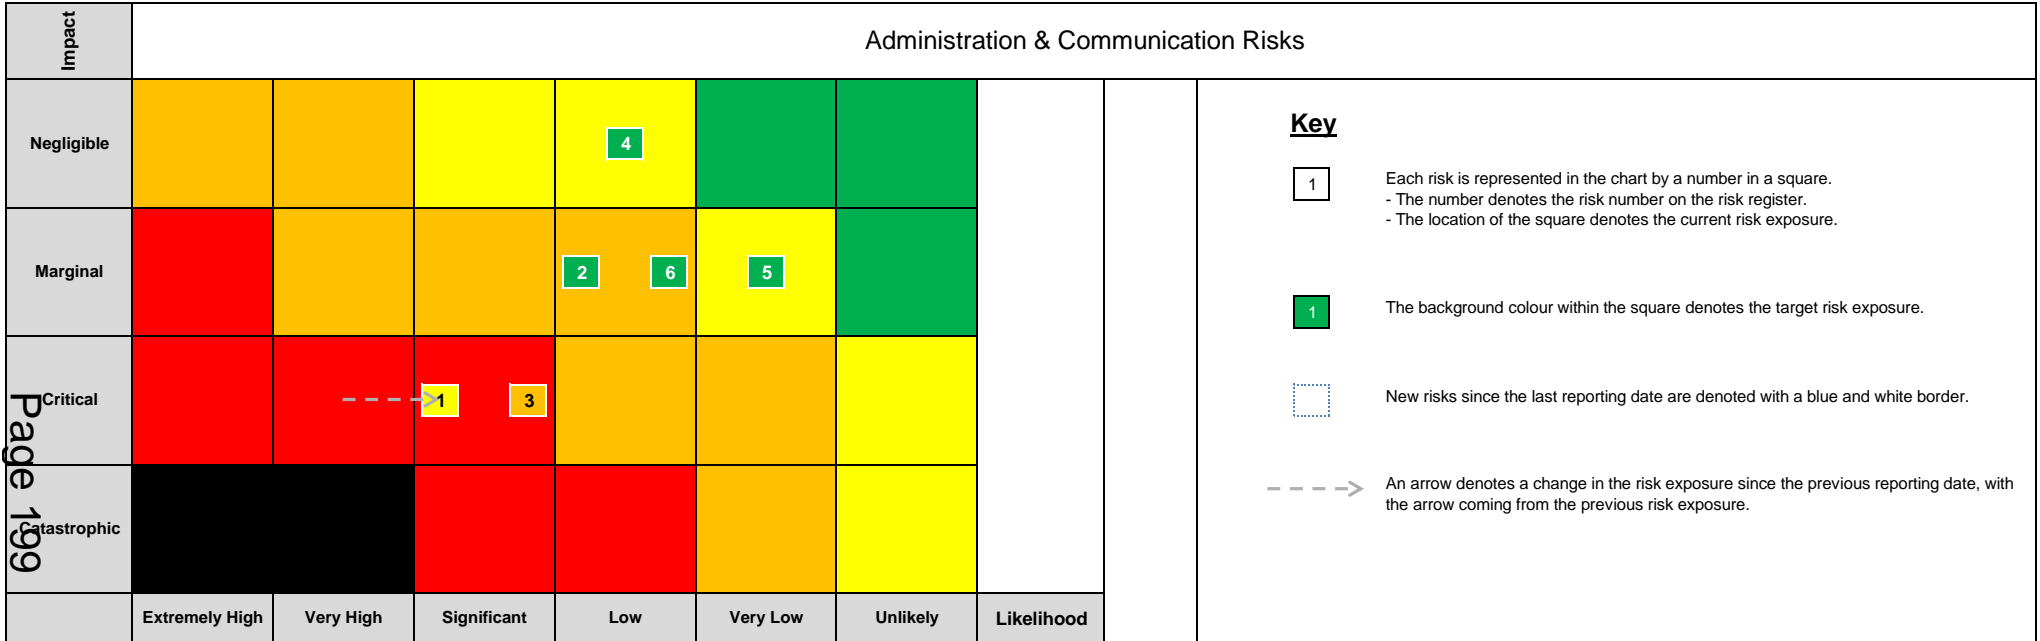 Impact
Administration & Communication Risks
Negligible
4
Marginal
2
6
5
Critical
1
3
Catastrophic
Extremely High
Very High
Significant
Low
Very Low
Unlikely
Likelihood
Key
1
Each risk is represented in the chart by a number in a square.
- The number denotes the risk number on the risk register.
- The location of the square denotes the current risk exposure.
1
The background colour within the square denotes the target risk exposure.
New risks since the last reporting date are denoted with a blue and white border.
An arrow denotes a change in the risk exposure since the previous reporting date, with
the arrow coming from the previous risk exposure.
Page 199